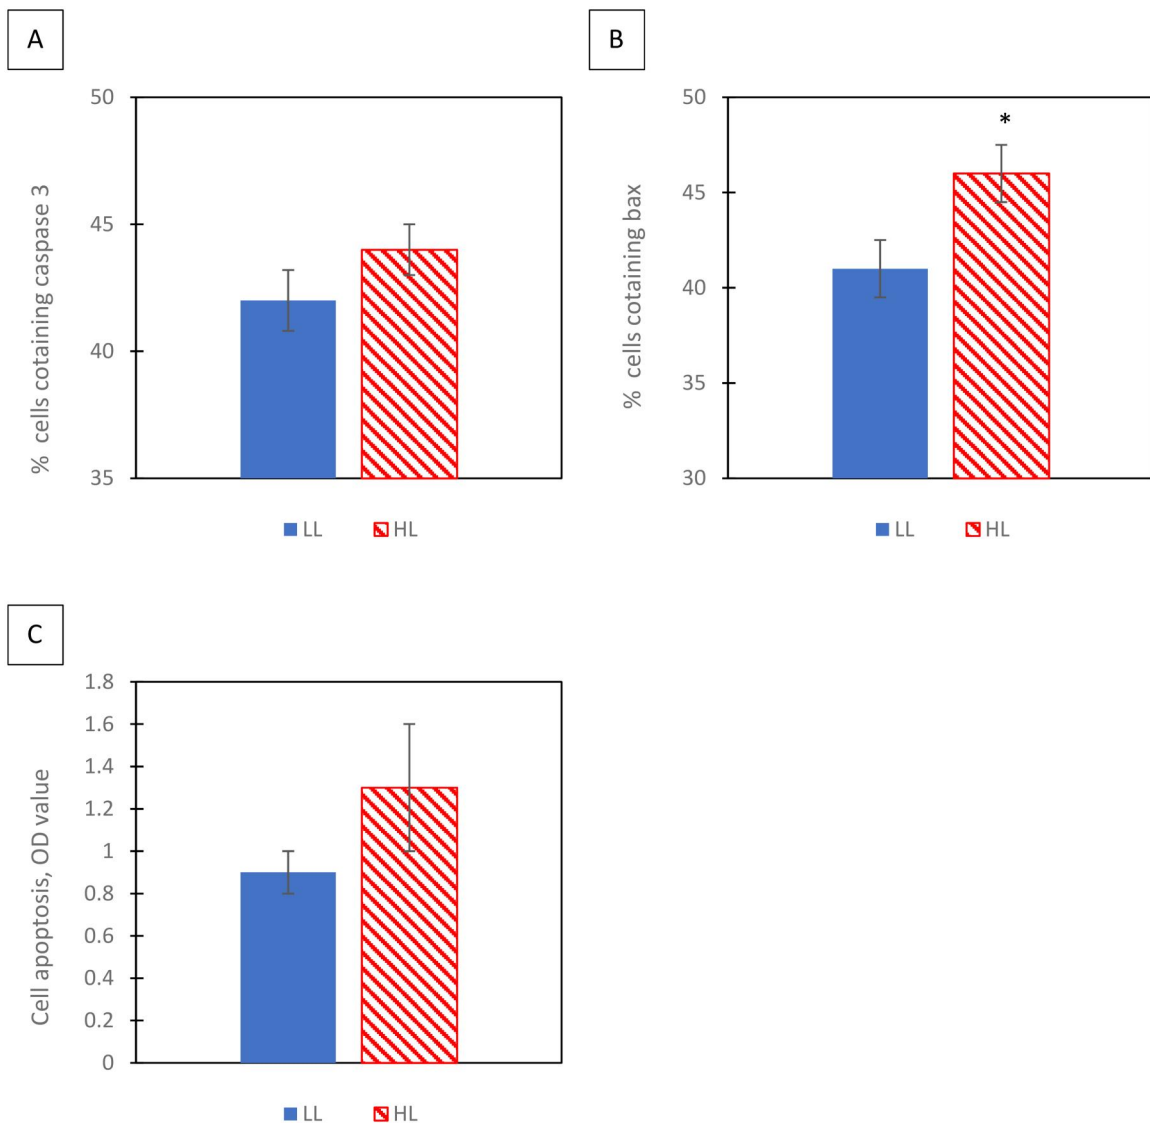 A
50
45
40
35
% cells cotaining caspase 3
LL HL
B
50
45
40
35
30
% cells cotaining bax
*
LL HL
C
1.8
1.6
1.4
1.2
1
0.8
0.6
0.4
0.2
0
Cell apoptosis, OD value
LL HL